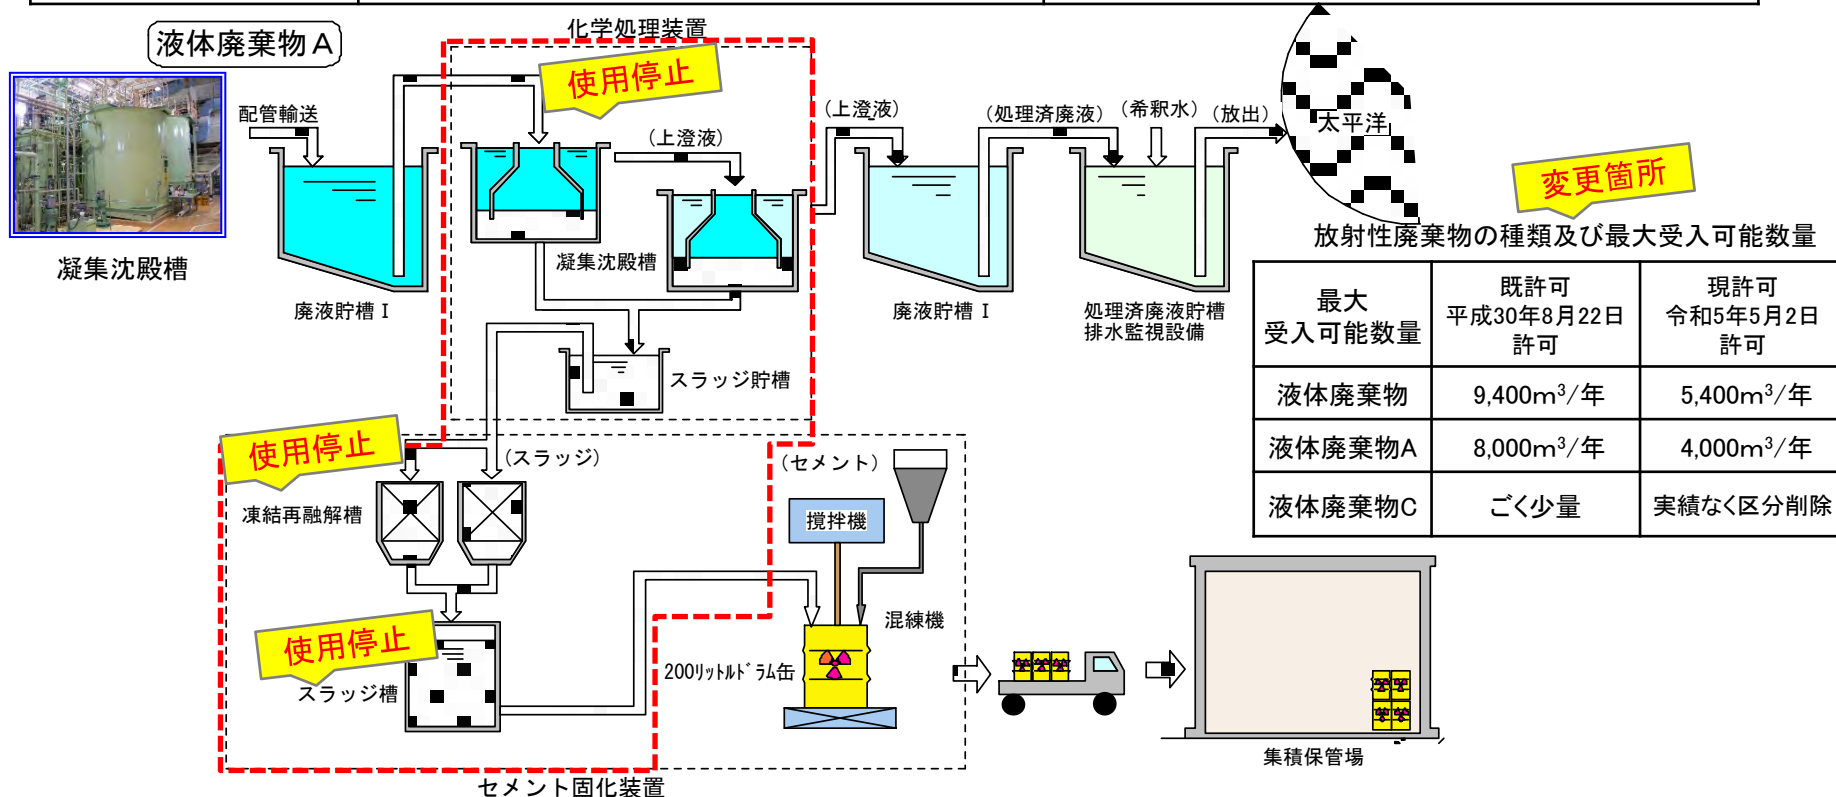 液体廃棄物A
化学処理装置
使用停止
配管輸送
(上澄液)
(上澄液)
(処理済廃液)
(希釈水)
(放出)
太平洋
凝集沈殿槽
廃液貯槽Ⅰ
凝集沈殿槽
廃液貯槽Ⅰ
処理済廃液貯槽
排水監視設備
スラッジ貯槽
変更箇所
放射性廃棄物の種類及び最大受入可能数量
最大
受入可能数量
既許可
平成30年8月22日
許可
現許可
令和5年5月2日
許可
液体廃棄物 9,400m³/年 5,400m³/年
液体廃棄物A 8,000m³/年 4,000m³/年
液体廃棄物C ごく少量 実績なく区分削除
使用停止
(スラッジ)
(セメント)
凍結再融解槽
撹拌機
混練機
使用停止
スラッジ槽
200リットルドラム缶
集積保管場
セメント固化装置